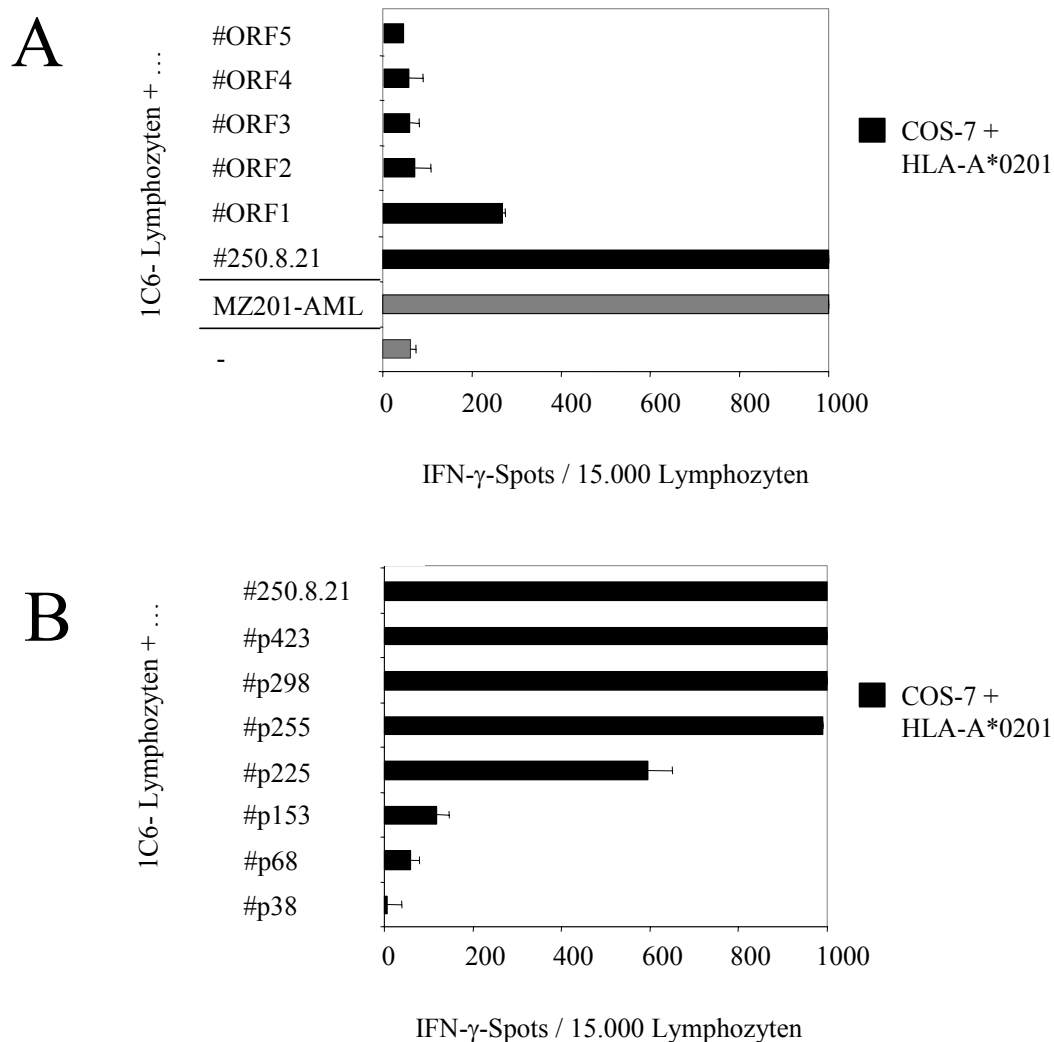 A
1C6- Lymphozyten + …
#ORF5
#ORF4
#ORF3
#ORF2
#ORF1
#250.8.21
MZ201-AML
-
0 200 400 600 800 1000
IFN-γ-Spots / 15.000 Lymphozyten
COS-7 +
HLA-A*0201
B
1C6- Lymphozyten + …
#250.8.21
#p423
#p298
#p255
#p225
#p153
#p68
#p38
0 200 400 600 800 1000
IFN-γ-Spots / 15.000 Lymphozyten
COS-7 +
HLA-A*0201